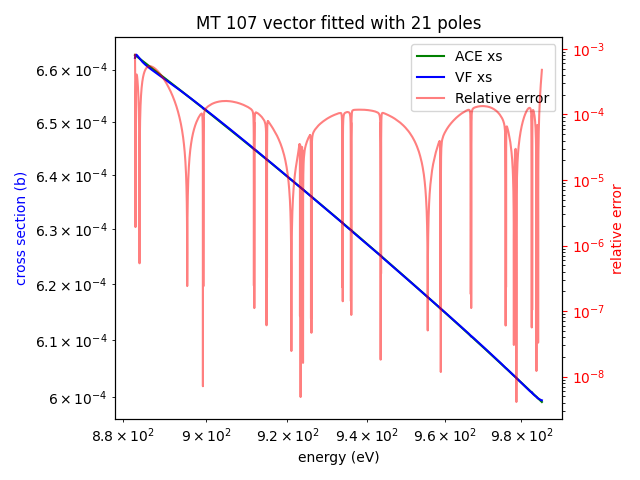 MT 107 vector fitted with 21 poles
ACE xs
VF xs
Relative error
cross section (b)
6.6 × 10⁻⁴
6.5 × 10⁻⁴
6.4 × 10⁻⁴
6.3 × 10⁻⁴
6.2 × 10⁻⁴
6.1 × 10⁻⁴
6 × 10⁻⁴
10⁻³
10⁻⁴
10⁻⁵
10⁻⁶
10⁻⁷
10⁻⁸
relative error
8.8 × 10² 9 × 10² 9.2 × 10² 9.4 × 10² 9.6 × 10² 9.8 × 10²
energy (eV)